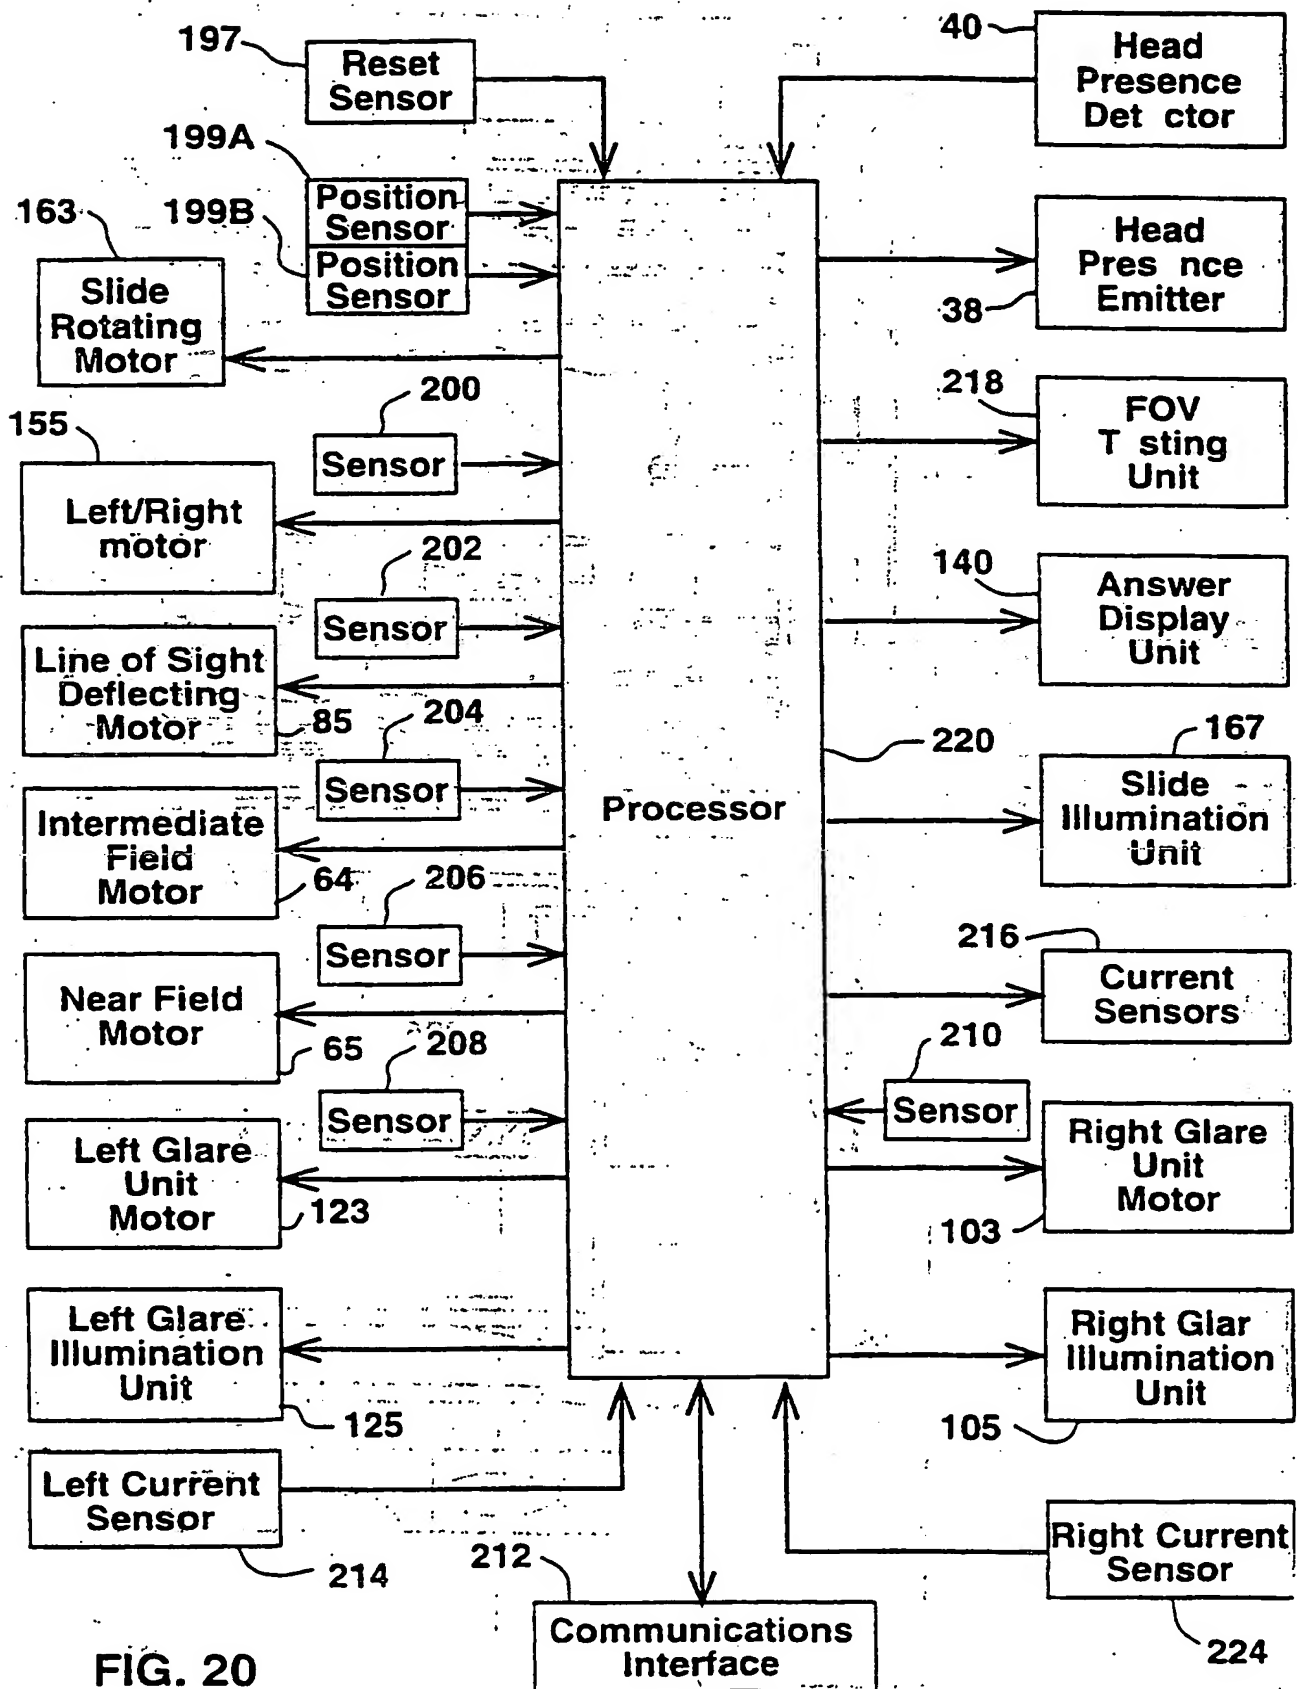 197
Reset
Sensor
40
Head
Presence
Det ctor
199A
Position
Sensor
199B
Position
Sensor
163
Slide
Rotating
Motor
Head
Pres nce
Emitter
38
200
Sensor
155
Left/Right
motor
218
FOV
T sting
Unit
202
Sensor
140
Answer
Display
Unit
Line of Sight
Deflecting
Motor
85
204
Sensor
220
Processor
167
Slide
Illumination
Unit
Intermediate
Field
Motor
64
206
Sensor
216
Current
Sensors
Near Field
Motor
65
208
Sensor
210
Sensor
Left Glare
Unit
Motor
123
Right Glare
Unit
Motor
103
Left Glare
Illumination
Unit
125
Right Glar
Illumination
Unit
105
Left Current
Sensor
214
212
Communications
Interface
Right Current
Sensor
224
FIG. 20